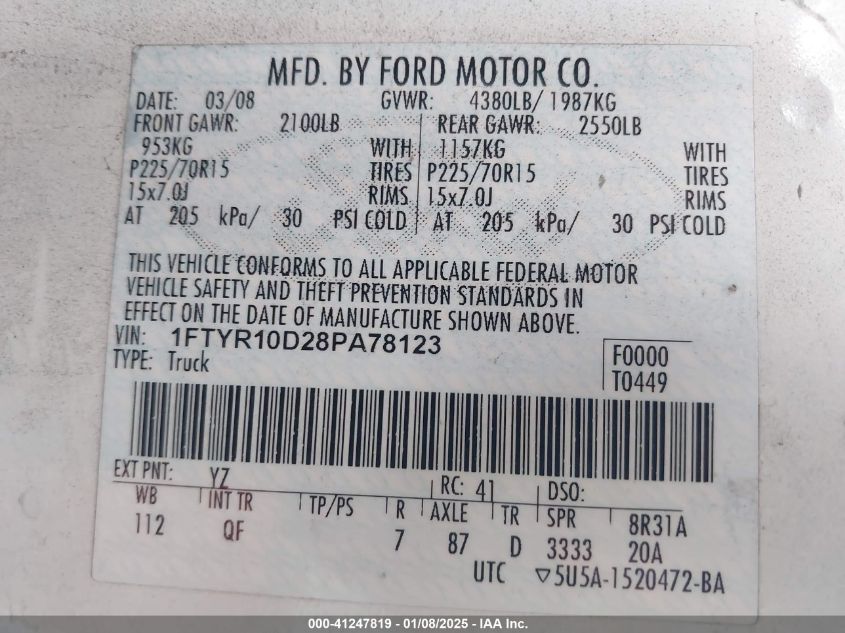 MFD. BY FORD MOTOR CO.
DATE: 03/08 GVWR: 4380LB/ 1987KG
FRONT GAWR: 2100LB REAR GAWR: 2550LB
953KG WITH 1157KG WITH
P225/70R15 TIRES P225/70R15 TIRES
15x7.0J RIMS 15x7.0J RIMS
AT 205 kPa/ 30 PSI COLD AT 205 kPa/ 30 PSI COLD
THIS VEHICLE CONFORMS TO ALL APPLICABLE FEDERAL MOTOR
VEHICLE SAFETY AND THEFT PREVENTION STANDARDS IN
EFFECT ON THE DATE OF MANUFACTURE SHOWN ABOVE.
VIN: 1FTYR10D28PA78123 F0000
TYPE: Truck T0449
EXT PNT: YZ RC: 41 DSO:
WB INT TR TP/PS R AXLE TR SPR 8R31A
112 QF 7 87 D 3333 20A
UTC ▽5U5A-1520472-BA
000-41247819 - 01/08/2025 - IAAI Inc.